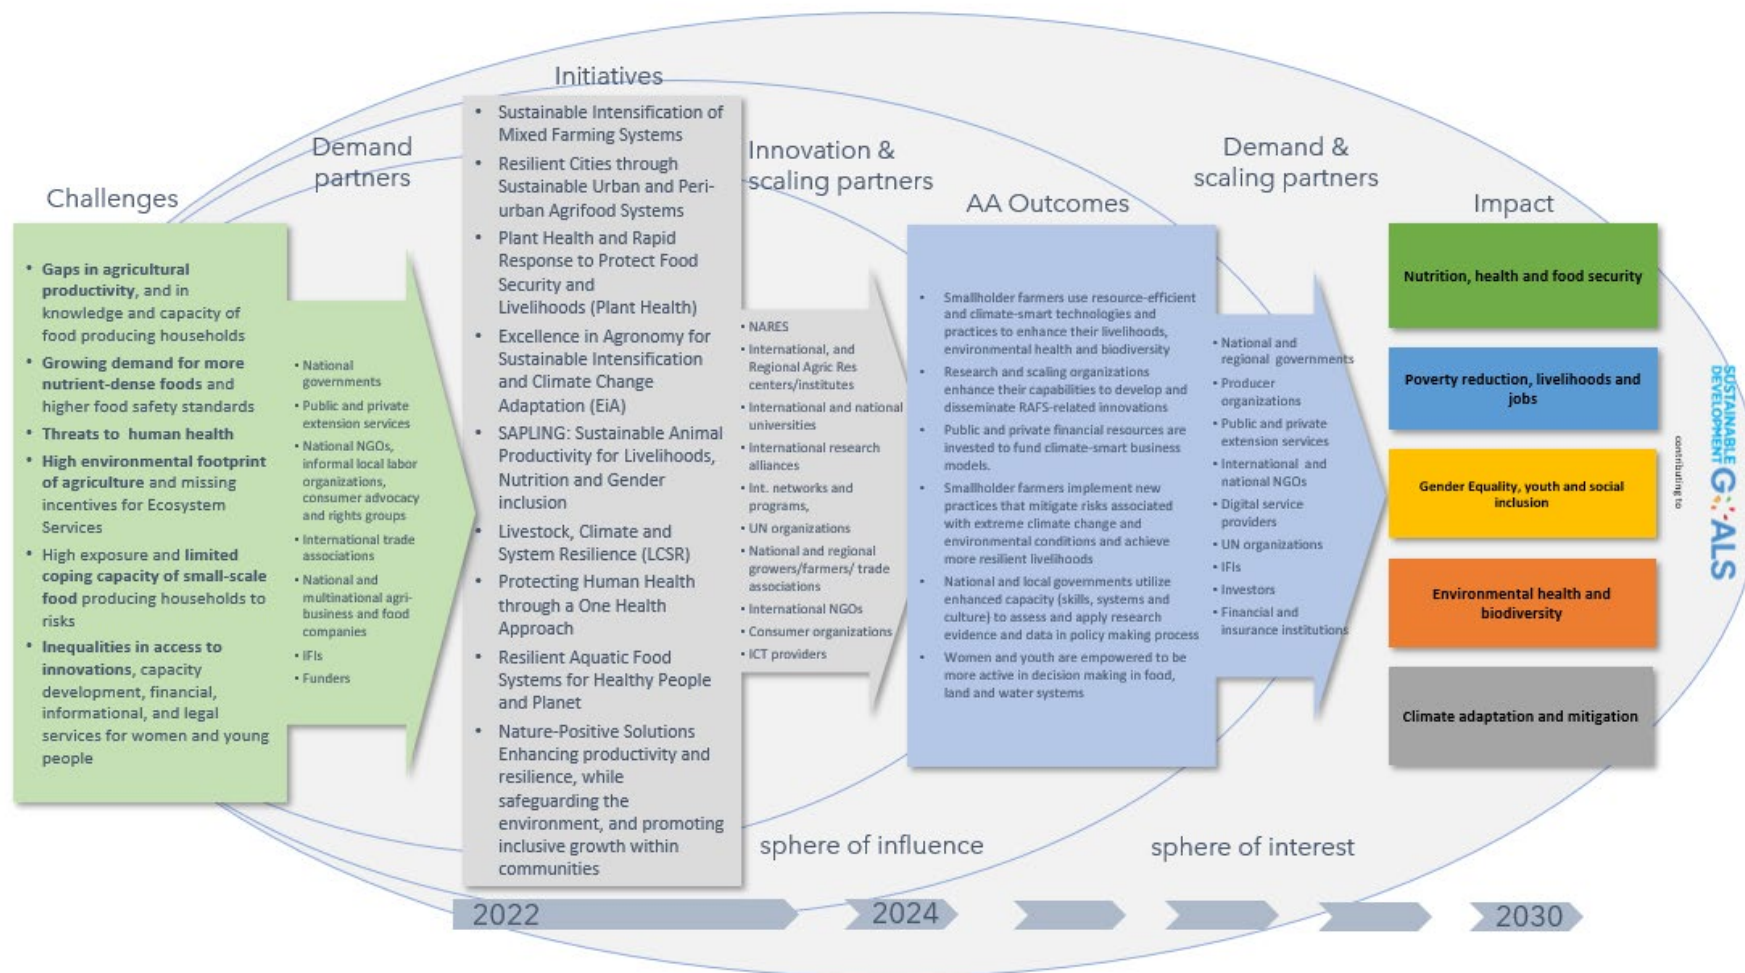 Challenges
• Gaps in agricultural
productivity, and in
knowledge and capacity of
food producing households
• Growing demand for more
nutrient-dense foods and
higher food safety standards
• Threats to human health
• High environmental footprint
of agriculture and missing
incentives for Ecosystem
Services
• High exposure and limited
coping capacity of small-scale
food producing households to
risks
• Inequalities in access to
innovations, capacity
development, financial,
informational, and legal
services for women and young
people
Demand
partners
• National
governments
• Public and private
extension services
• National NGOs,
informal local labor
organizations,
consumer advocacy
and rights groups
• International trade
associations
• National and
multinational agri-
business and food
companies
• IFIs
• Funders
Initiatives
• Sustainable Intensification of
Mixed Farming Systems
• Resilient Cities through
Sustainable Urban and Peri-
urban Agrifood Systems
• Plant Health and Rapid
Response to Protect Food
Security and
Livelihoods (Plant Health)
• Excellence in Agronomy for
Sustainable Intensification
and Climate Change
Adaptation (EiA)
• SAPLING: Sustainable Animal
Productivity for Livelihoods,
Nutrition and Gender
inclusion
• Livestock, Climate and
System Resilience (LCSR)
• Protecting Human Health
through a One Health
Approach
• Resilient Aquatic Food
Systems for Healthy People
and Planet
• Nature-Positive Solutions
Enhancing productivity and
resilience, while
safeguarding the
environment, and promoting
inclusive growth within
communities
Innovation &
scaling partners
• NARES
• International, and
Regional Agric Res
centers/institutes
• International and national
universities
• International research
alliances
• Int. networks and
programs,
• UN organizations
• National and regional
growers/farmers/ trade
associations
• International NGOs
• Consumer organizations
• ICT providers
AA Outcomes
• Smallholder farmers use resource-efficient
and climate-smart technologies and
practices to enhance their livelihoods,
environmental health and biodiversity
• Research and scaling organizations
enhance their capabilities to develop and
disseminate RAFS-related innovations
• Public and private financial resources are
invested to fund climate-smart business
models.
• Smallholder farmers implement new
practices that mitigate risks associated
with extreme climate change and
environmental conditions and achieve
more resilient livelihoods
• National and local governments utilize
enhanced capacity (skills, systems and
culture) to assess and apply research
evidence and data in policy making process
• Women and youth are empowered to be
more active in decision making in food,
land and water systems
Demand &
scaling partners
• National and
regional governments
• Producer
organizations
• Public and private
extension services
• International and
national NGOs
• Digital service
providers
• UN organizations
• IFIs
• Investors
• Financial and
insurance institutions
Impact
Nutrition, health and food security
Poverty reduction, livelihoods and
jobs
Gender Equality, youth and social
inclusion
Environmental health and
biodiversity
Climate adaptation and mitigation
contributing to
SUSTAINABLE
DEVELOPMENT
GOALS
sphere of influence
sphere of interest
2022
2024
2030